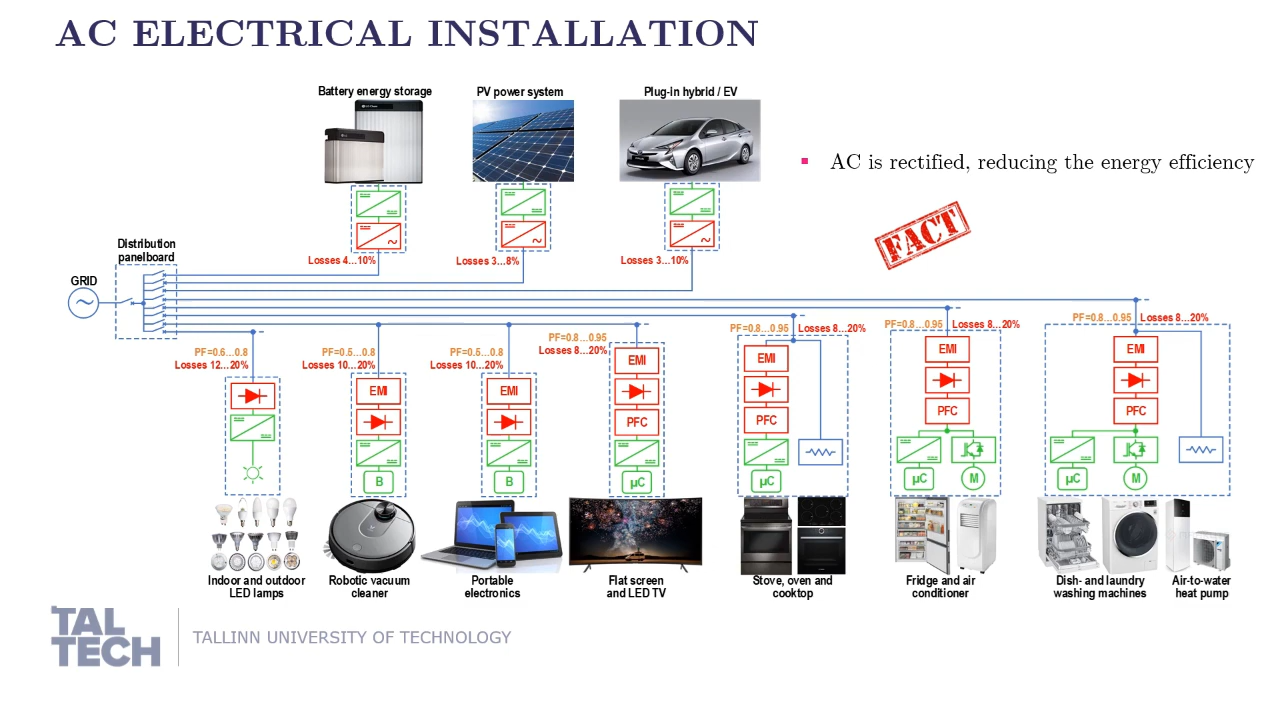 AC ELECTRICAL INSTALLATION
Battery energy storage
PV power system
Plug-in hybrid / EV
AC is rectified, reducing the energy efficiency
FACT
Losses 4...10%
Losses 3...8%
Losses 3...10%
Distribution
panelboard
GRID
PF=0.6...0.8
Losses 12...20%
PF=0.5...0.8
Losses 10...20%
PF=0.5...0.8
Losses 10...20%
PF=0.8...0.95
Losses 8...20%
PF=0.8...0.95
Losses 8...20%
PF=0.8...0.95
Losses 8...20%
PF=0.8...0.95
Losses 8...20%
EMI
B
EMI
B
EMI
PFC
µC
EMI
PFC
µC
EMI
PFC
µC
M
EMI
PFC
µC
M
Indoor and outdoor
LED lamps
Robotic vacuum
cleaner
Portable
electronics
Flat screen
and LED TV
Stove, oven and
cooktop
Fridge and air
conditioner
Dish- and laundry
washing machines
Air-to-water
heat pump
TAL
TECH
TALLINN UNIVERSITY OF TECHNOLOGY